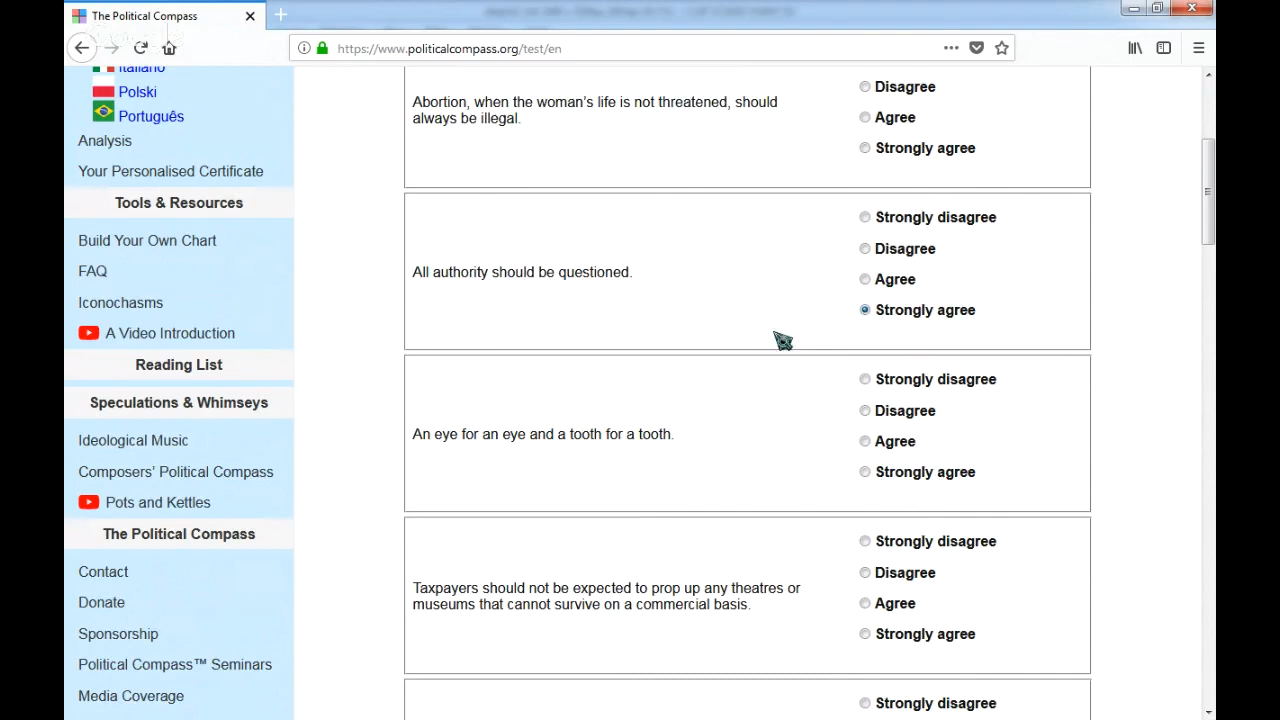 The Political Compass
https://www.politicalcompass.org/test/en
Italiano
Polski
Português
Analysis
Your Personalised Certificate
Tools & Resources
Build Your Own Chart
FAQ
Iconochasms
A Video Introduction
Reading List
Speculations & Whimseys
Ideological Music
Composers' Political Compass
Pots and Kettles
The Political Compass
Contact
Donate
Sponsorship
Political Compass™ Seminars
Media Coverage
Abortion, when the woman's life is not threatened, should
always be illegal.
Disagree
Agree
Strongly agree
All authority should be questioned.
Strongly disagree
Disagree
Agree
Strongly agree
An eye for an eye and a tooth for a tooth.
Strongly disagree
Disagree
Agree
Strongly agree
Taxpayers should not be expected to prop up any theatres or
museums that cannot survive on a commercial basis.
Strongly disagree
Disagree
Agree
Strongly agree
Strongly disagree